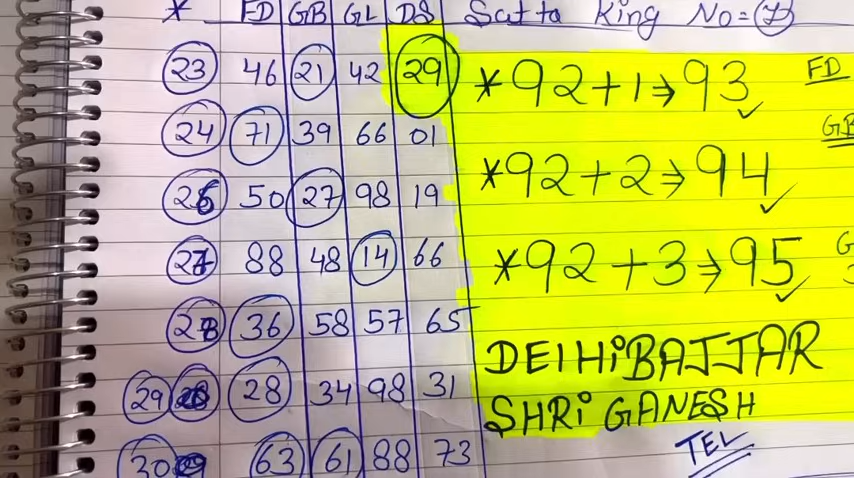 * FD GB GL DS Satta King No=7
23 46 21 42 29
24 71 39 66 01
26 50 27 98 19
27 88 48 14 66
28 36 58 57 65
29 28 34 98 31
30 63 61 88 73
*92+1⇒93 ✓
*92+2⇒94 ✓
*92+3⇒95 ✓
DElHiBAJJAR
SHRi GANESH
TEL
FD
GB
G